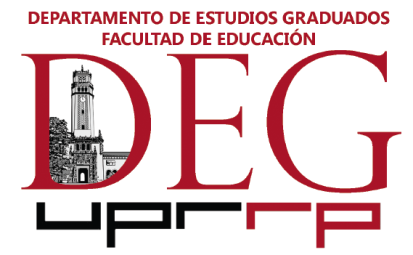 DEPARTAMENTO DE ESTUDIOS GRADUADOS
FACULTAD DE EDUCACIÓN
DEG
uprrp